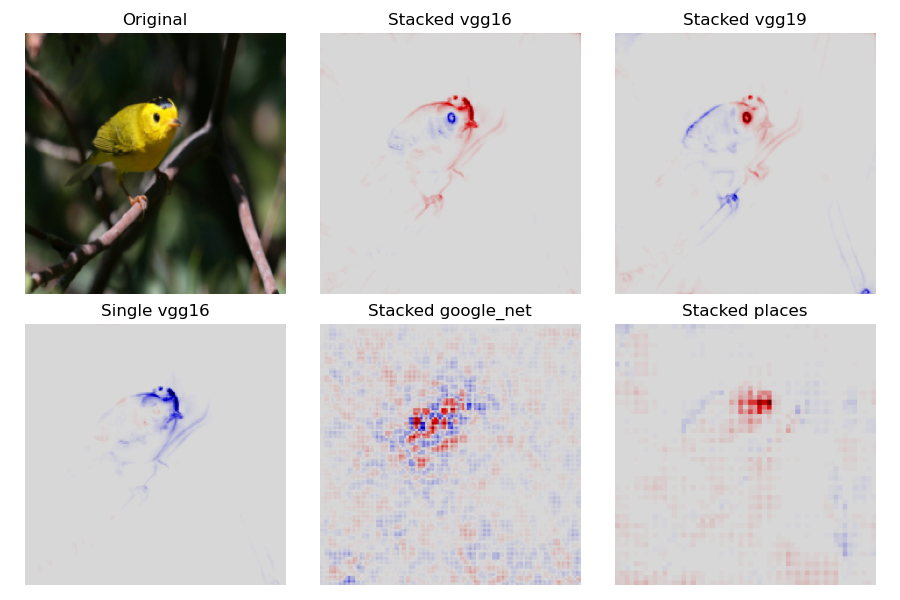 Original
Stacked vgg16
Stacked vgg19
Single vgg16
Stacked google_net
Stacked places